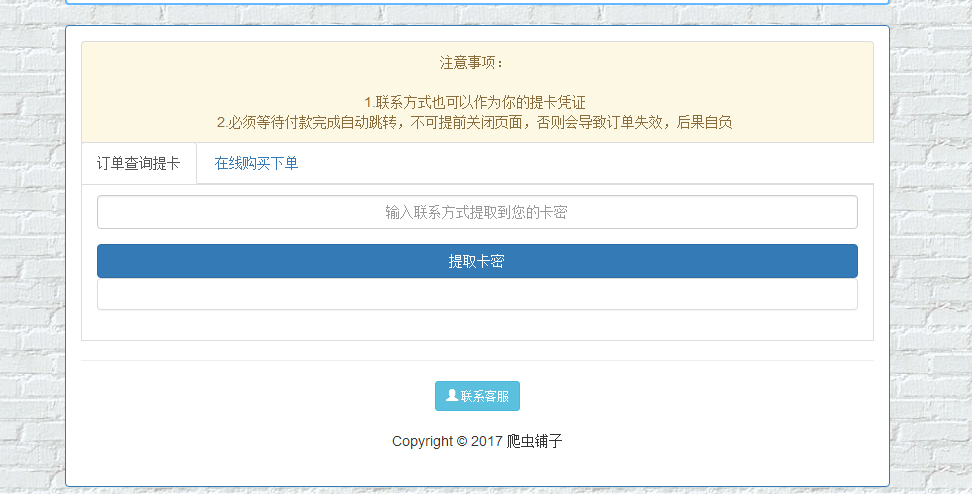 注意事项：
1.联系方式也可以作为你的提卡凭证
2.必须等待付款完成自动跳转，不可提前关闭页面，否则会导致订单失效，后果自负
订单查询提卡
在线购买下单
输入联系方式提取到您的卡密
提取卡密
联系客服
Copyright © 2017 爬虫铺子